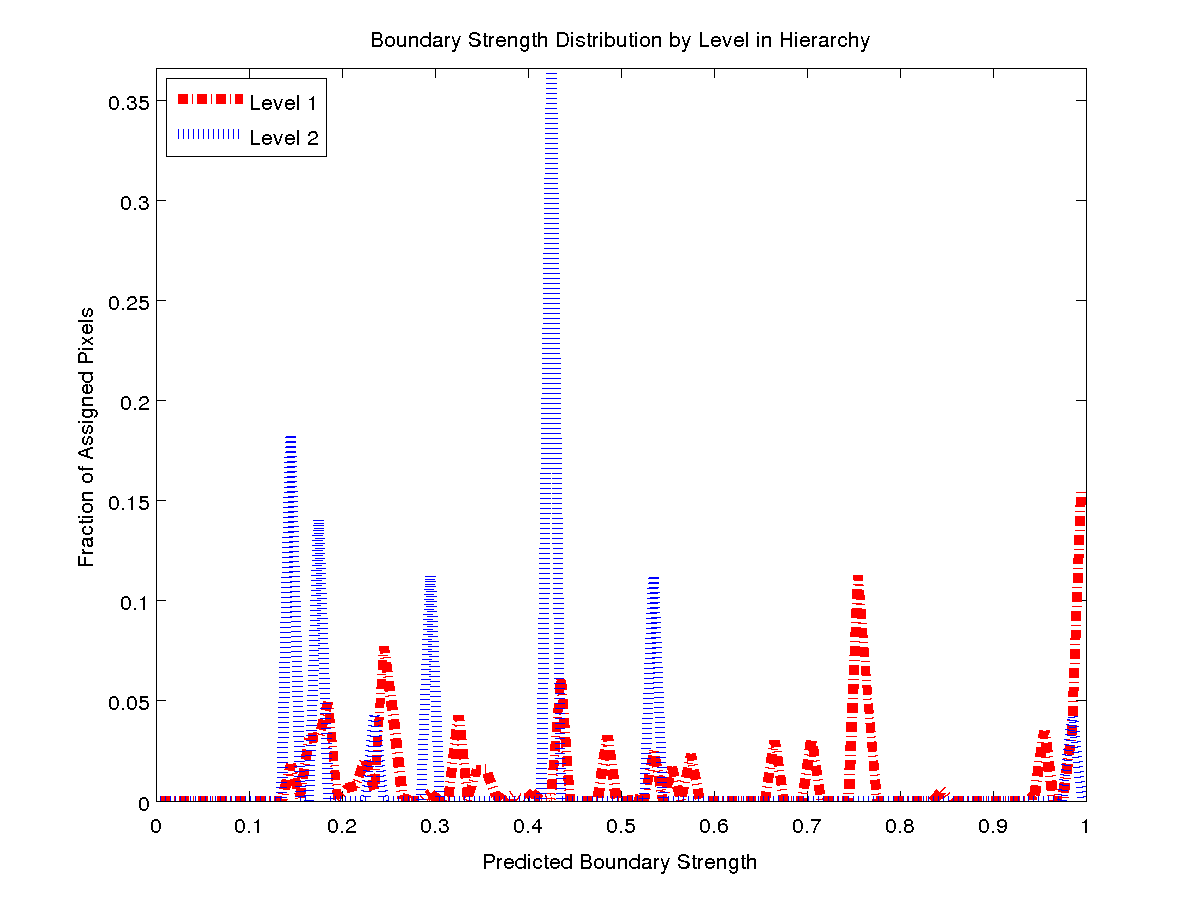 Boundary Strength Distribution by Level in Hierarchy
Level 1
Level 2
0.35
0.3
0.25
0.2
0.15
0.1
0.05
0
Fraction of Assigned Pixels
0 0.1 0.2 0.3 0.4 0.5 0.6 0.7 0.8 0.9 1
Predicted Boundary Strength